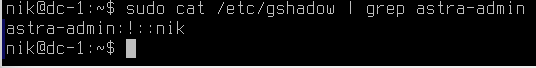 nik@dc-1:~$ sudo cat /etc/gshadow | grep astra-admin
astra-admin:!::nik
nik@dc-1:~$